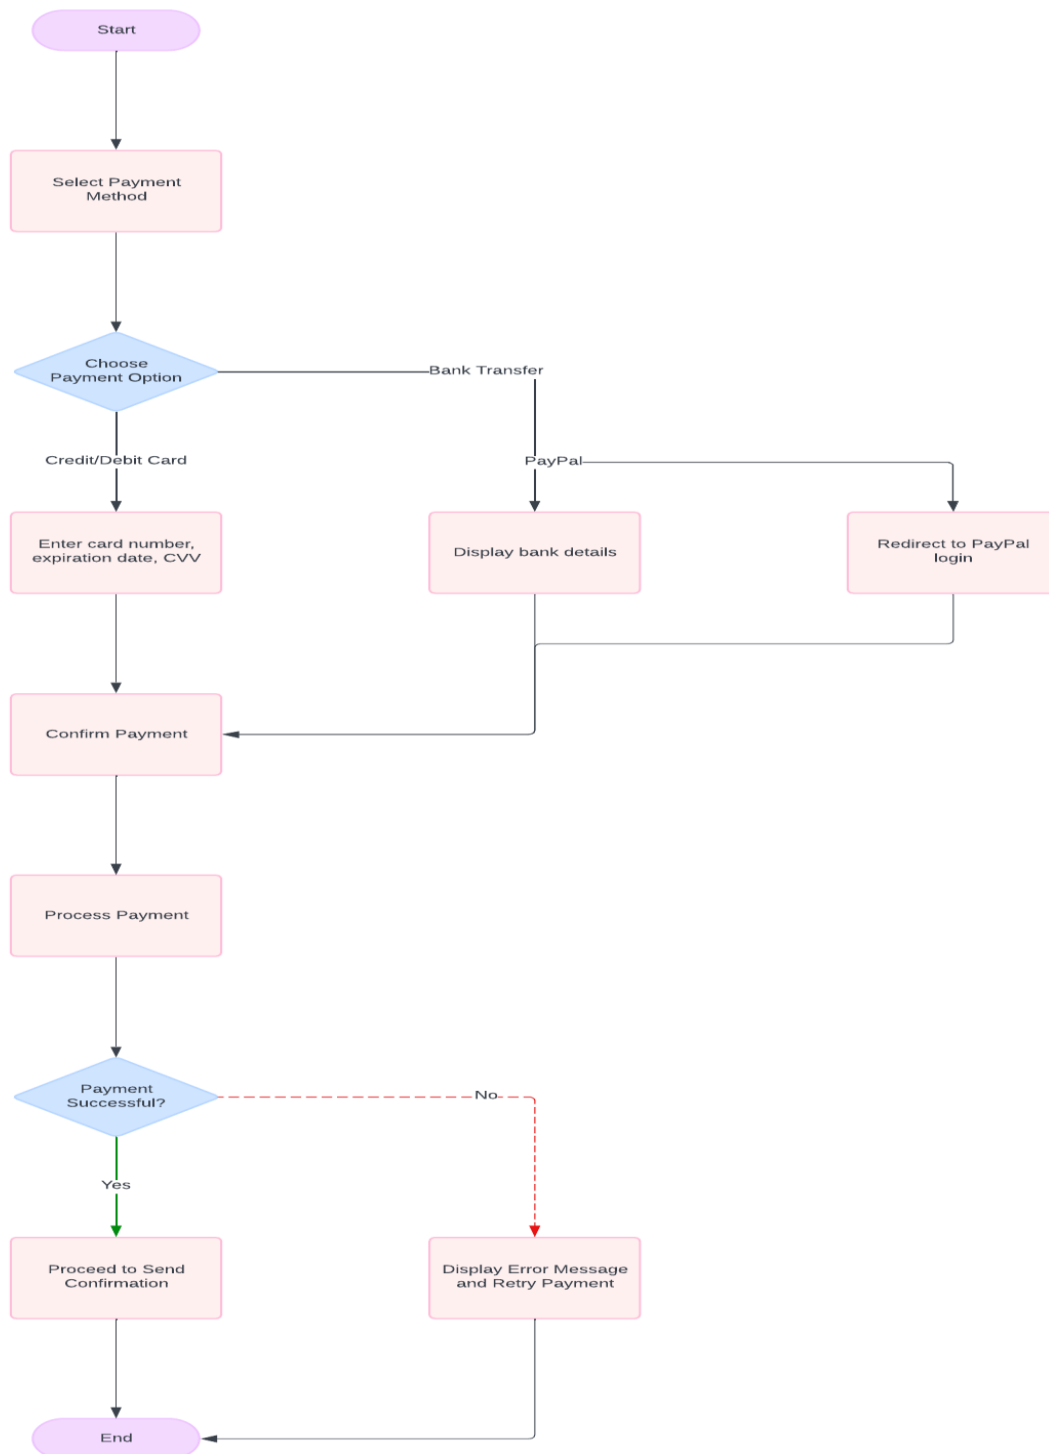 Start
Select Payment
Method
Choose
Payment Option
Bank Transfer
Credit/Debit Card
PayPal
Enter card number,
expiration date, CVV
Display bank details
Redirect to PayPal
login
Confirm Payment
Process Payment
Payment
Successful?
No
Yes
Proceed to Send
Confirmation
Display Error Message
and Retry Payment
End